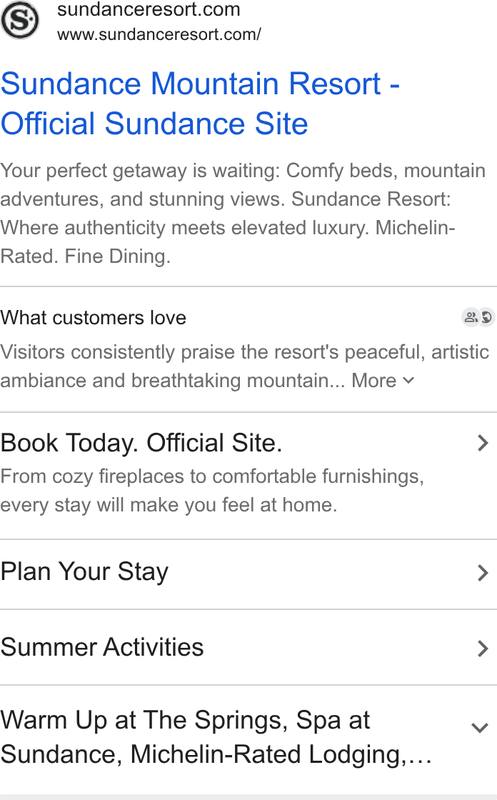 sundanceresort.com
www.sundanceresort.com/
Sundance Mountain Resort -
Official Sundance Site
Your perfect getaway is waiting: Comfy beds, mountain
adventures, and stunning views. Sundance Resort:
Where authenticity meets elevated luxury. Michelin-
Rated. Fine Dining.
What customers love
Visitors consistently praise the resort's peaceful, artistic
ambiance and breathtaking mountain... More
Book Today. Official Site.
From cozy fireplaces to comfortable furnishings,
every stay will make you feel at home.
Plan Your Stay
Summer Activities
Warm Up at The Springs, Spa at
Sundance, Michelin-Rated Lodging,…